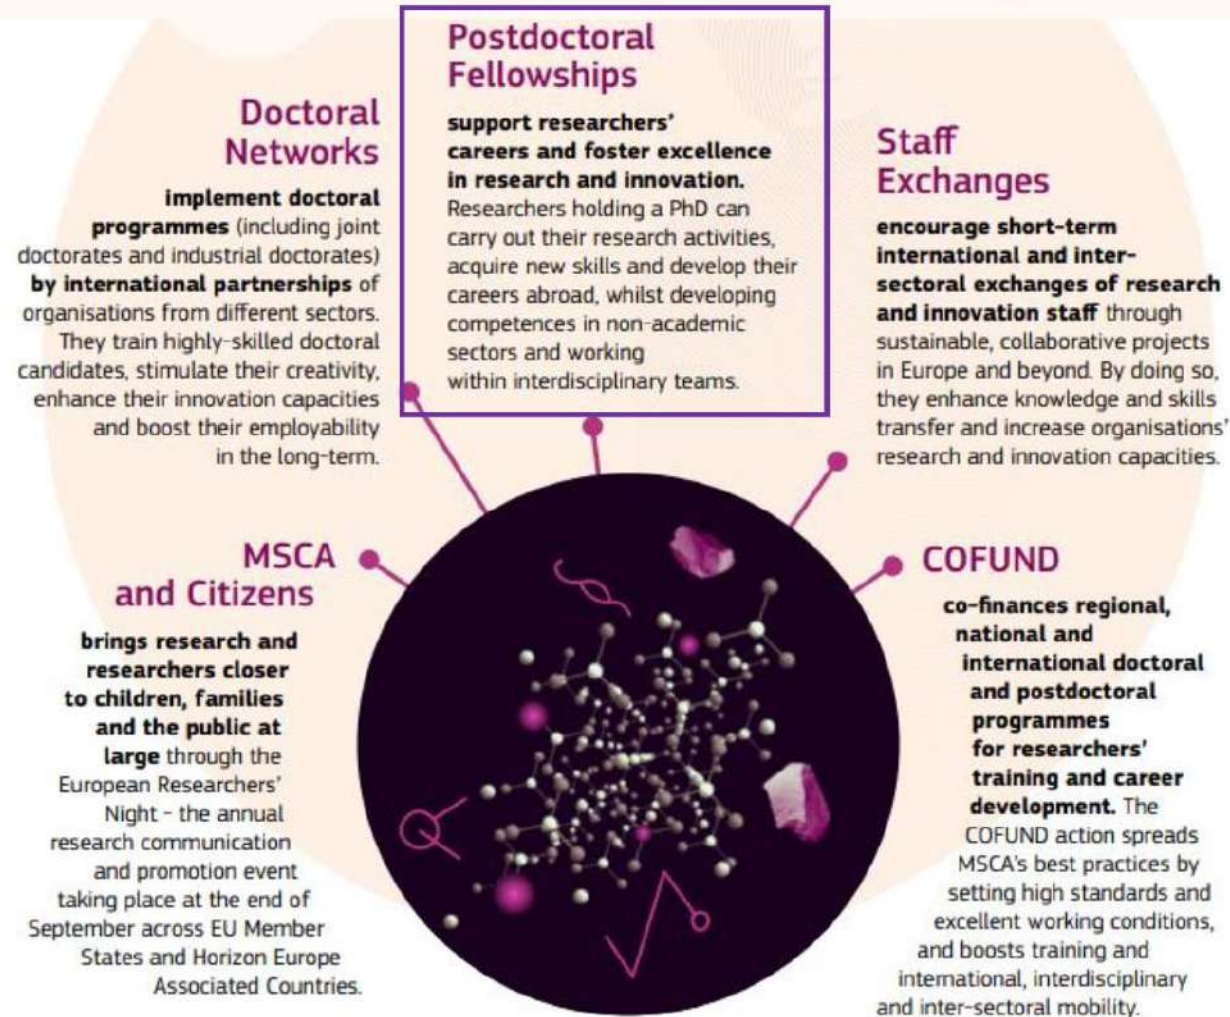 Doctoral
Networks
implement doctoral
programmes (including joint
doctorates and industrial doctorates)
by international partnerships of
organisations from different sectors.
They train highly-skilled doctoral
candidates, stimulate their creativity,
enhance their innovation capacities
and boost their employability
in the long-term.
Postdoctoral
Fellowships
support researchers'
careers and foster excellence
in research and innovation.
Researchers holding a PhD can
carry out their research activities,
acquire new skills and develop their
careers abroad, whilst developing
competences in non-academic
sectors and working
within interdisciplinary teams.
Staff
Exchanges
encourage short-term
international and inter-
sectoral exchanges of research
and innovation staff through
sustainable, collaborative projects
in Europe and beyond. By doing so,
they enhance knowledge and skills
transfer and increase organisations'
research and innovation capacities.
MSCA
and Citizens
brings research and
researchers closer
to children, families
and the public at
large through the
European Researchers'
Night - the annual
research communication
and promotion event
taking place at the end of
September across EU Member
States and Horizon Europe
Associated Countries.
COFUND
co-finances regional,
national and
international doctoral
and postdoctoral
programmes
for researchers'
training and career
development. The
COFUND action spreads
MSCA's best practices by
setting high standards and
excellent working conditions,
and boosts training and
international, interdisciplinary
and inter-sectoral mobility.